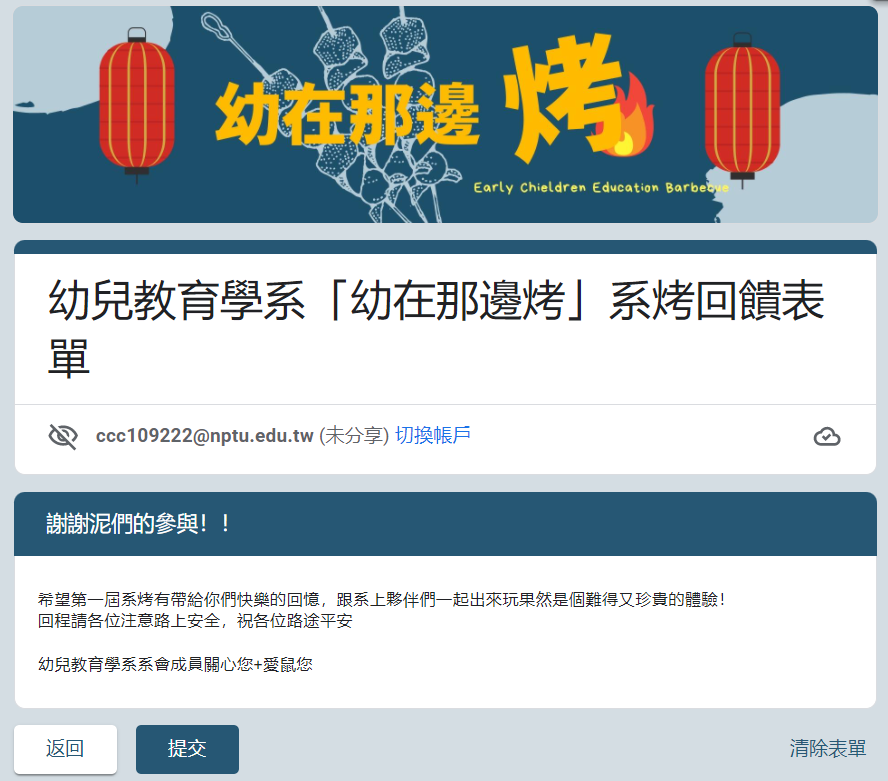 幼在那邊烤
Early Chieldren Education Barbecue
幼兒教育學系「幼在那邊烤」系烤回饋表
單
ccc109222@nptu.edu.tw (未分享) 切換帳戶
謝謝泥們的參與！！
希望第一屆系烤有帶給你們快樂的回憶，跟系上夥伴們一起出來玩果然是個難得又珍貴的體驗！
回程請各位注意路上安全，祝各位路途平安
幼兒教育學系系會成員關心您+愛鼠您
返回
提交
清除表單